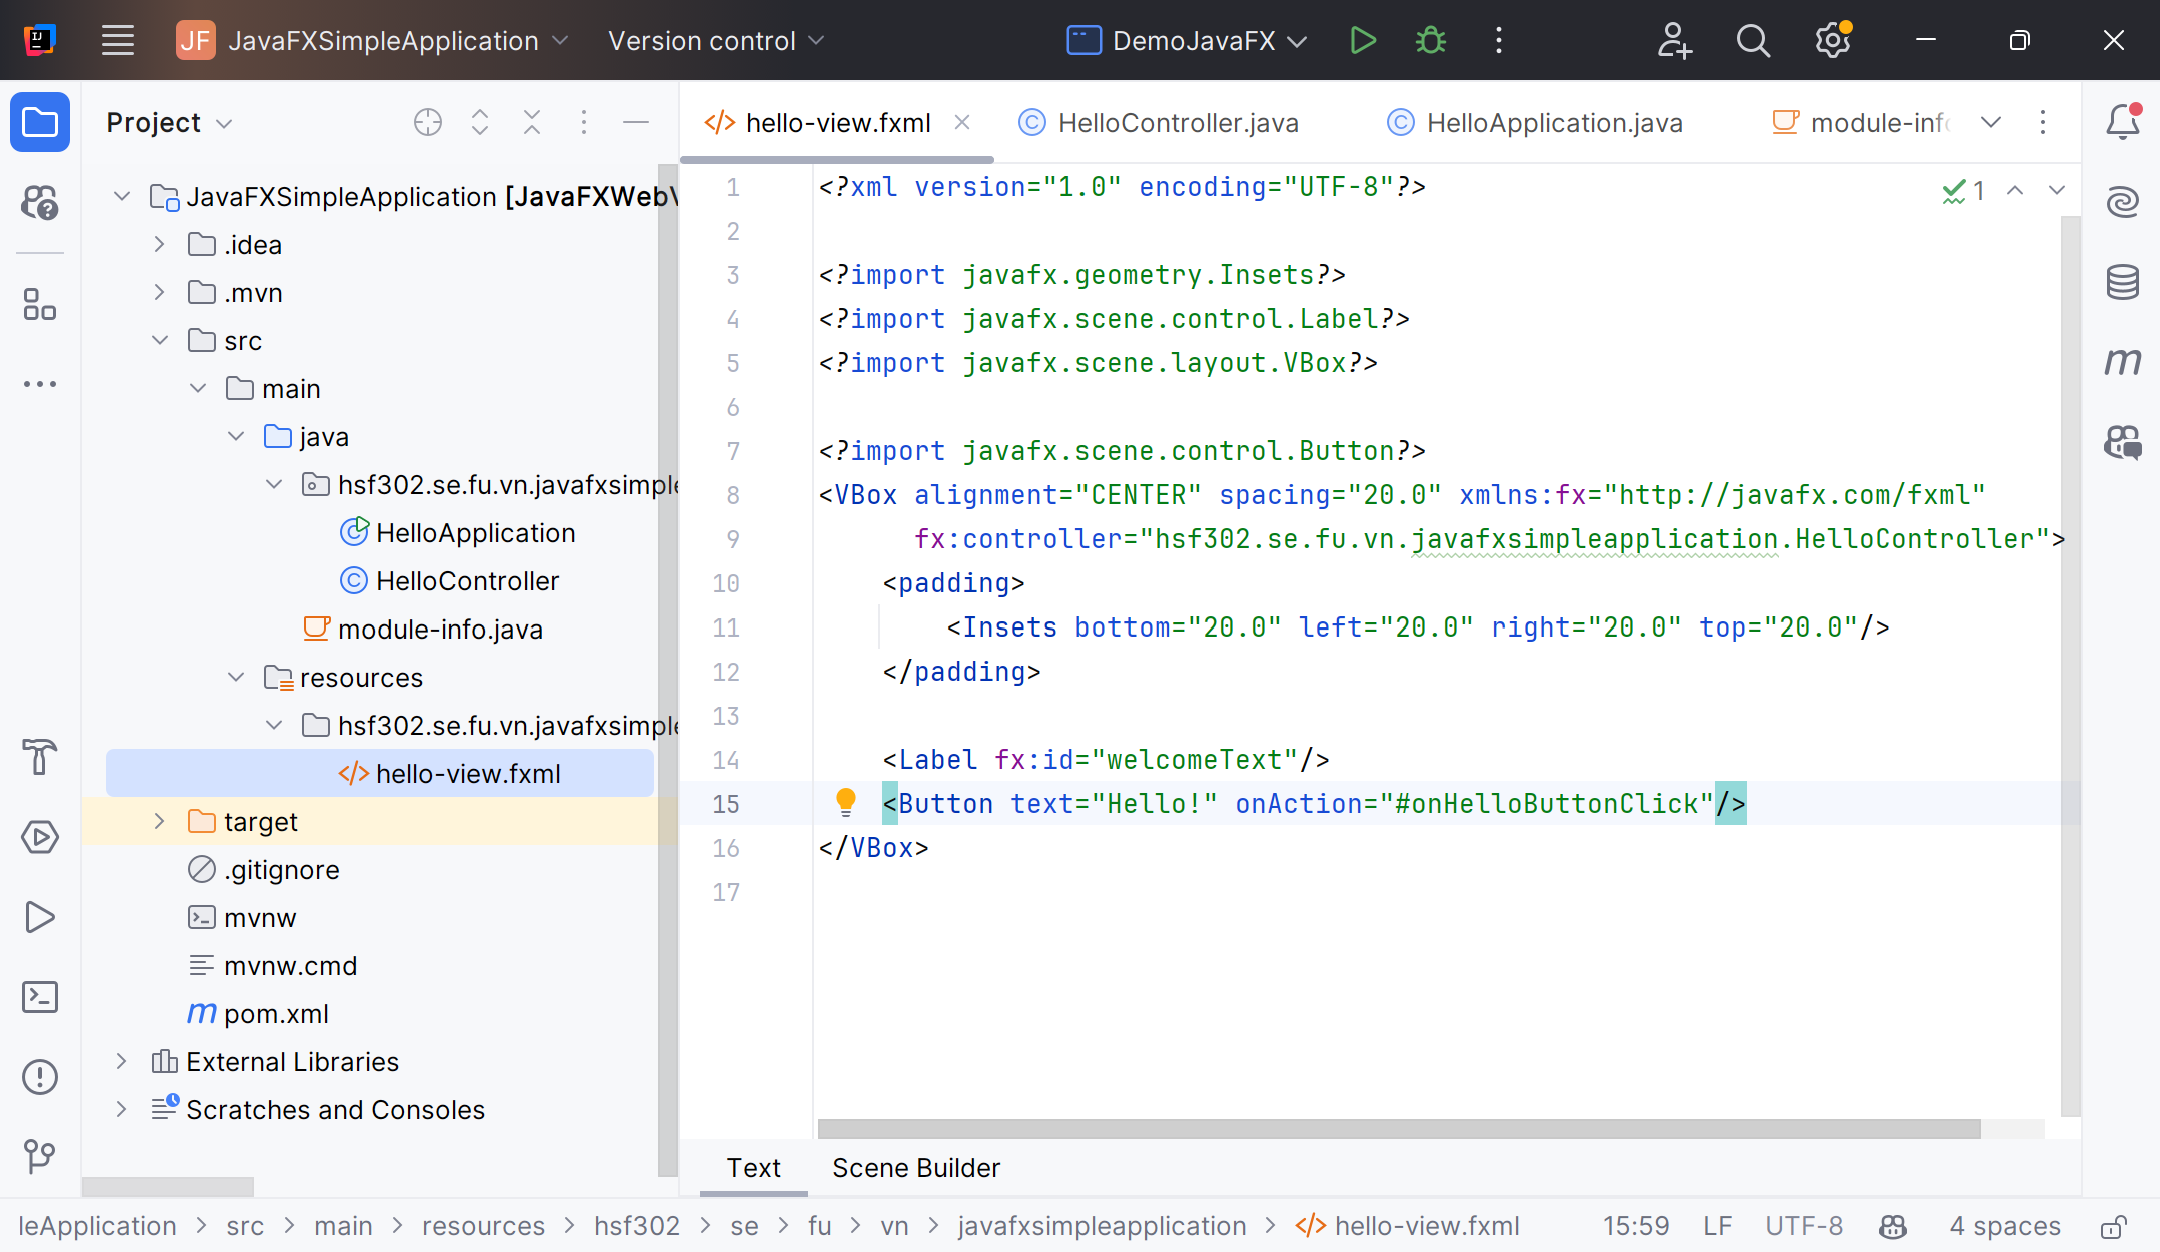 JF JavaFXSimpleApplication Version control DemoJavaFX
Project
JavaFXSimpleApplication [JavaFXWebV
.idea
.mvn
src
main
java
hsf302.se.fu.vn.javafxsimple
HelloApplication
HelloController
module-info.java
resources
hsf302.se.fu.vn.javafxsimple
hello-view.fxml
target
.gitignore
mvnw
mvnw.cmd
pom.xml
External Libraries
Scratches and Consoles
hello-view.fxml HelloController.java HelloApplication.java module-info
1
1 <?xml version="1.0" encoding="UTF-8"?>
2
3 <?import javafx.geometry.Insets?>
4 <?import javafx.scene.control.Label?>
5 <?import javafx.scene.layout.VBox?>
6
7 <?import javafx.scene.control.Button?>
8 <VBox alignment="CENTER" spacing="20.0" xmlns:fx="http://javafx.com/fxml"
9 fx:controller="hsf302.se.fu.vn.javafxsimpleapplication.HelloController">
10 <padding>
11 <Insets bottom="20.0" left="20.0" right="20.0" top="20.0"/>
12 </padding>
13
14 <Label fx:id="welcomeText"/>
15 <Button text="Hello!" onAction="#onHelloButtonClick"/>
16 </VBox>
17
Text Scene Builder
leApplication > src > main > resources > hsf302 > se > fu > vn > javafxsimpleapplication > hello-view.fxml 15:59 LF UTF-8 4 spaces